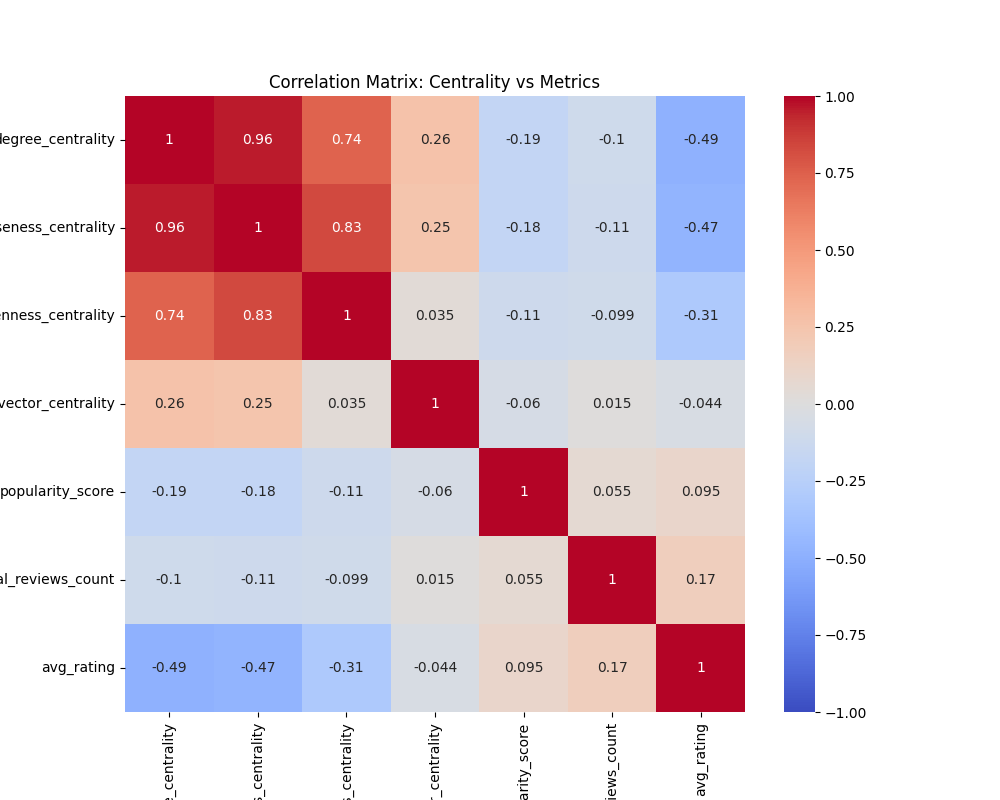 Correlation Matrix: Centrality vs Metrics
degree_centrality 1 0.96 0.74 0.26 -0.19 -0.1 -0.49
seness_centrality 0.96 1 0.83 0.25 -0.18 -0.11 -0.47
nness_centrality 0.74 0.83 1 0.035 -0.11 -0.099 -0.31
vector_centrality 0.26 0.25 0.035 1 -0.06 0.015 -0.044
popularity_score -0.19 -0.18 -0.11 -0.06 1 0.055 0.095
al_reviews_count -0.1 -0.11 -0.099 0.015 0.055 1 0.17
avg_rating -0.49 -0.47 -0.31 -0.044 0.095 0.17 1
e_centrality
s_centrality
s_centrality
r_centrality
arity_score
iews_count
avg_rating
1.00
0.75
0.50
0.25
0.00
−0.25
−0.50
−0.75
−1.00